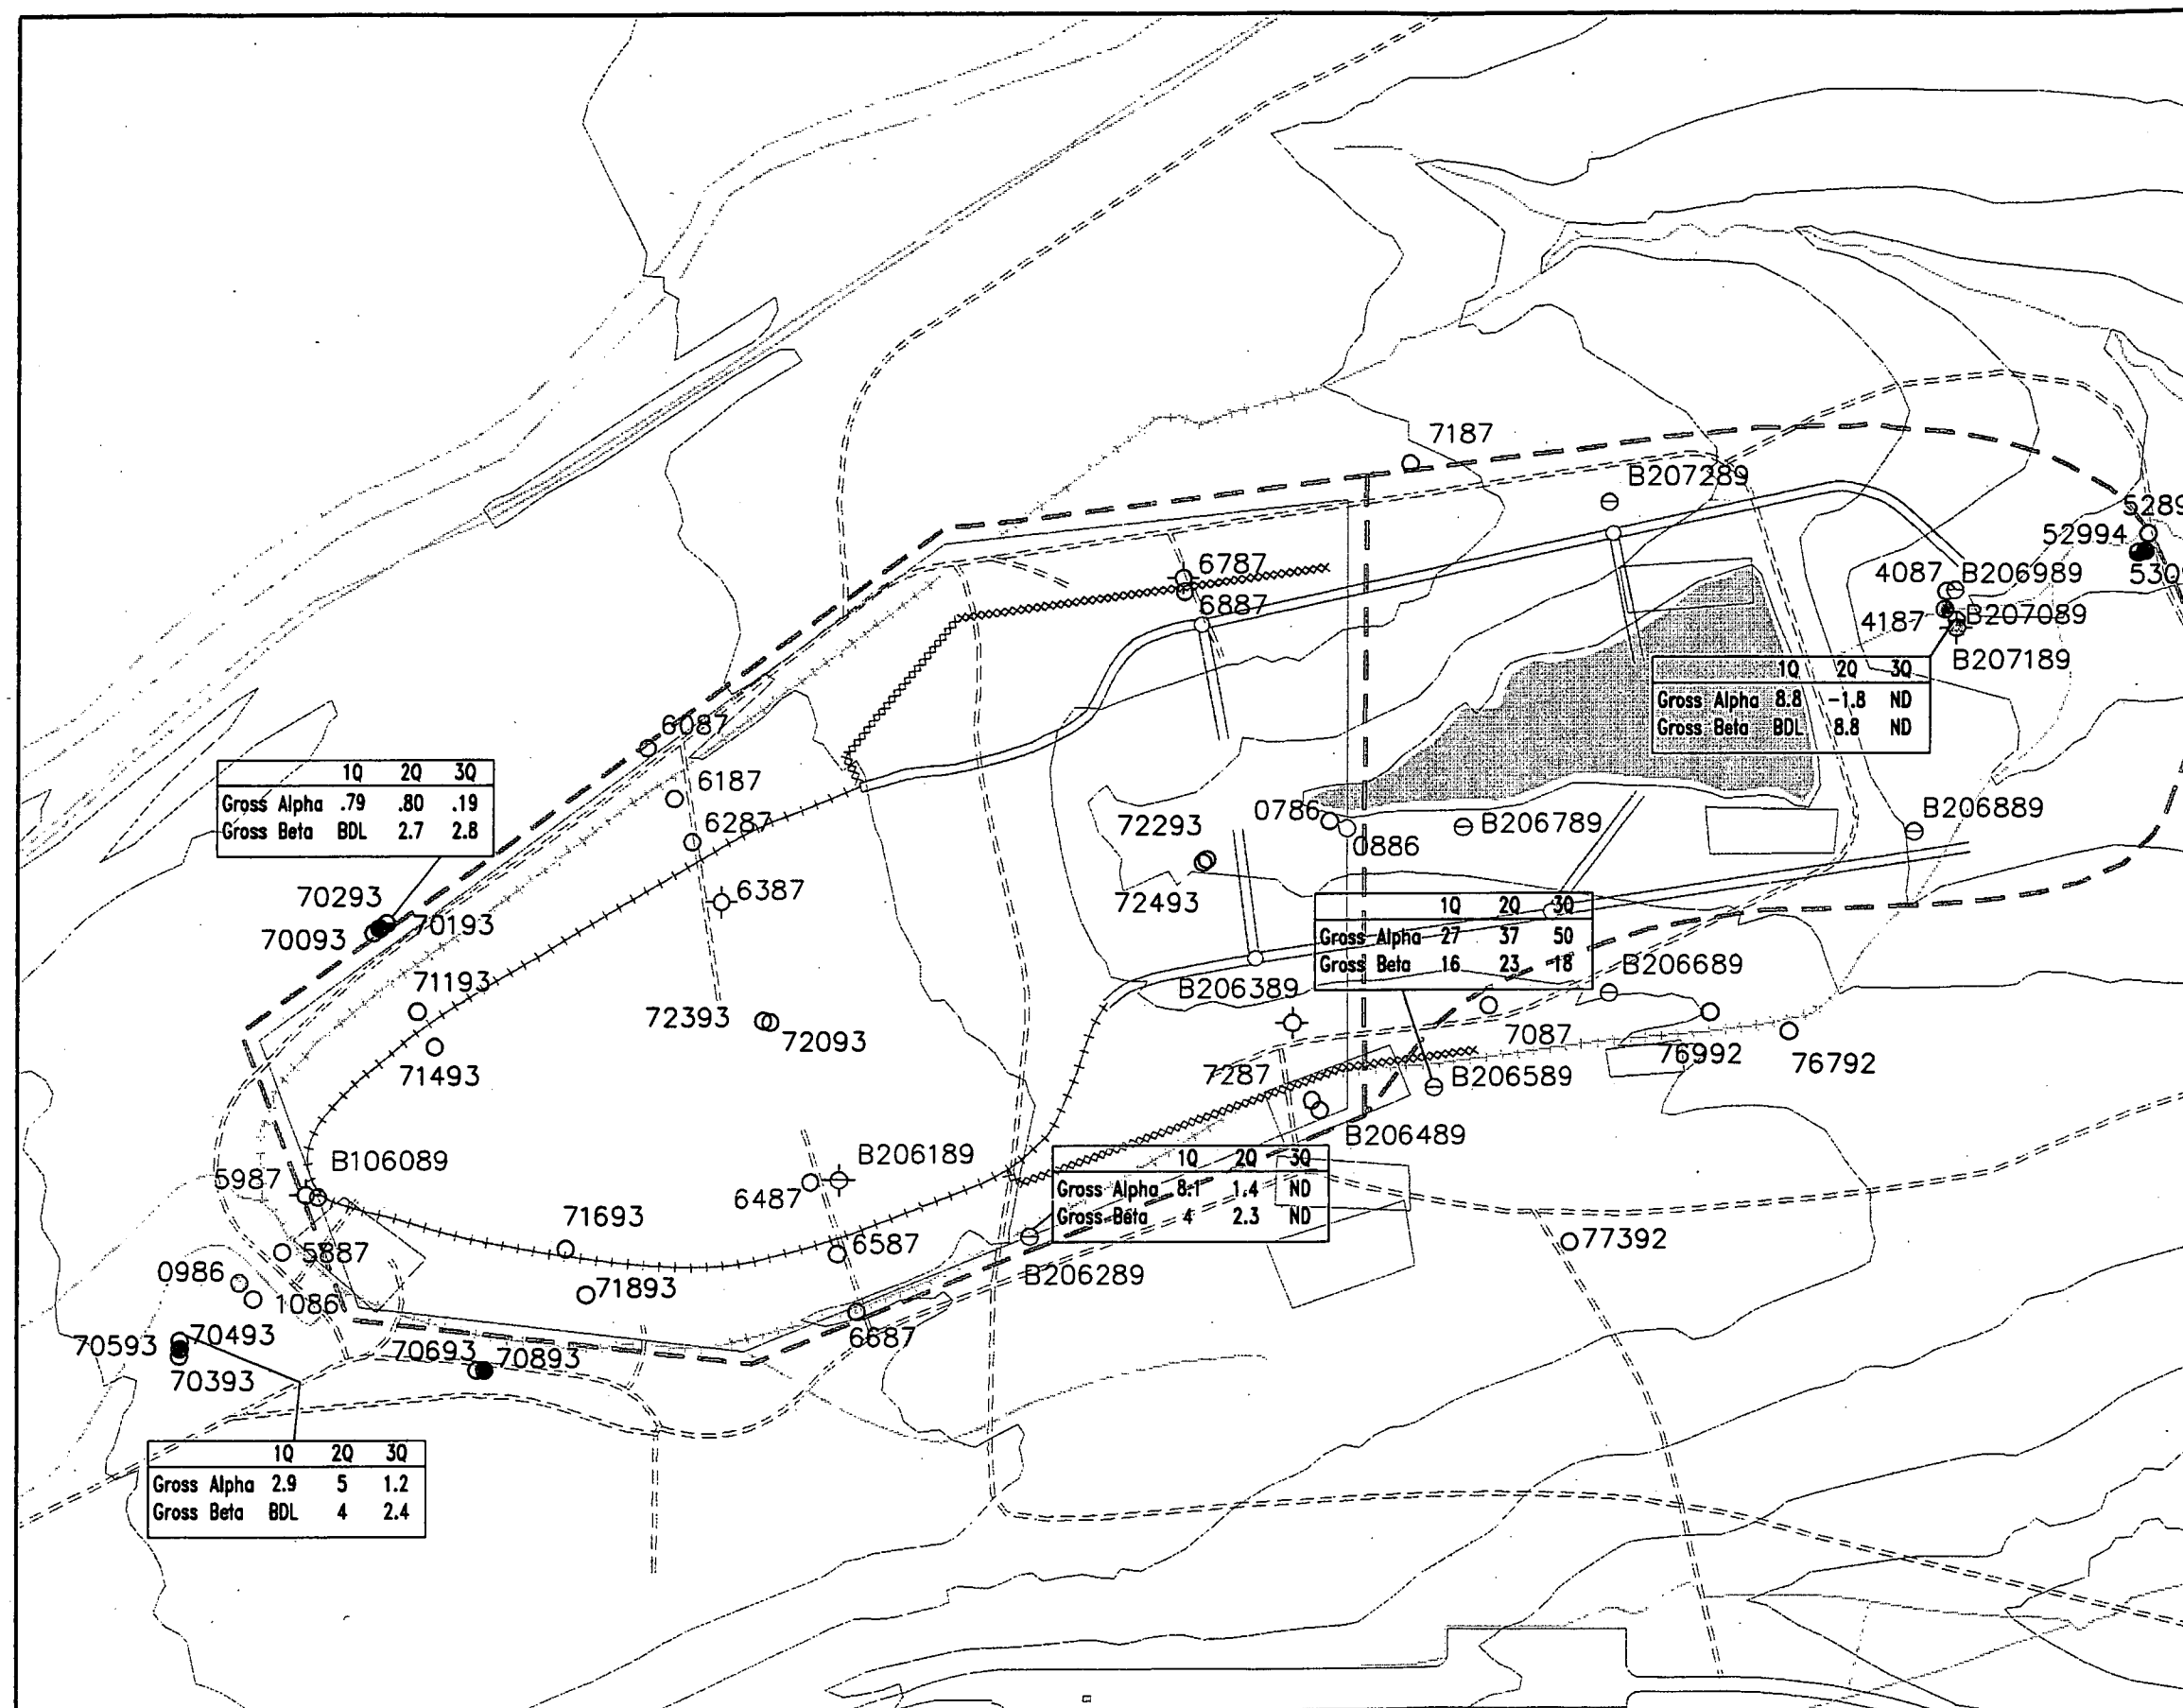 7187
B207289
5289
52994
530
6787
6887
4087 B206989
4187 B207089
B207189
1Q 2Q 3Q
Gross Alpha 8.8 -1.8 ND
Gross Beta BDL 8.8 ND
6087
1Q 2Q 3Q
Gross Alpha .79 .80 .19
Gross Beta BDL 2.7 2.8
6187
6287
72293
0786
0886
B206789
B206889
6387
72493
70293
70093
70193
1Q 2Q 3Q
Gross Alpha 27 37 50
Gross Beta 16 23 18
B206689
71193
B206389
72393
72093
7087
76992
76792
71493
7287
B206589
B206489
B106089
5987
B206189
6487
1Q 2Q 3Q
Gross Alpha 8.1 1.4 ND
Gross Beta 4 2.3 ND
71693
6587
77392
5887
0986
1086
71893
B206289
70593
70493
70393
70693
70893
6687
1Q 2Q 3Q
Gross Alpha 2.9 5 1.2
Gross Beta BDL 4 2.4